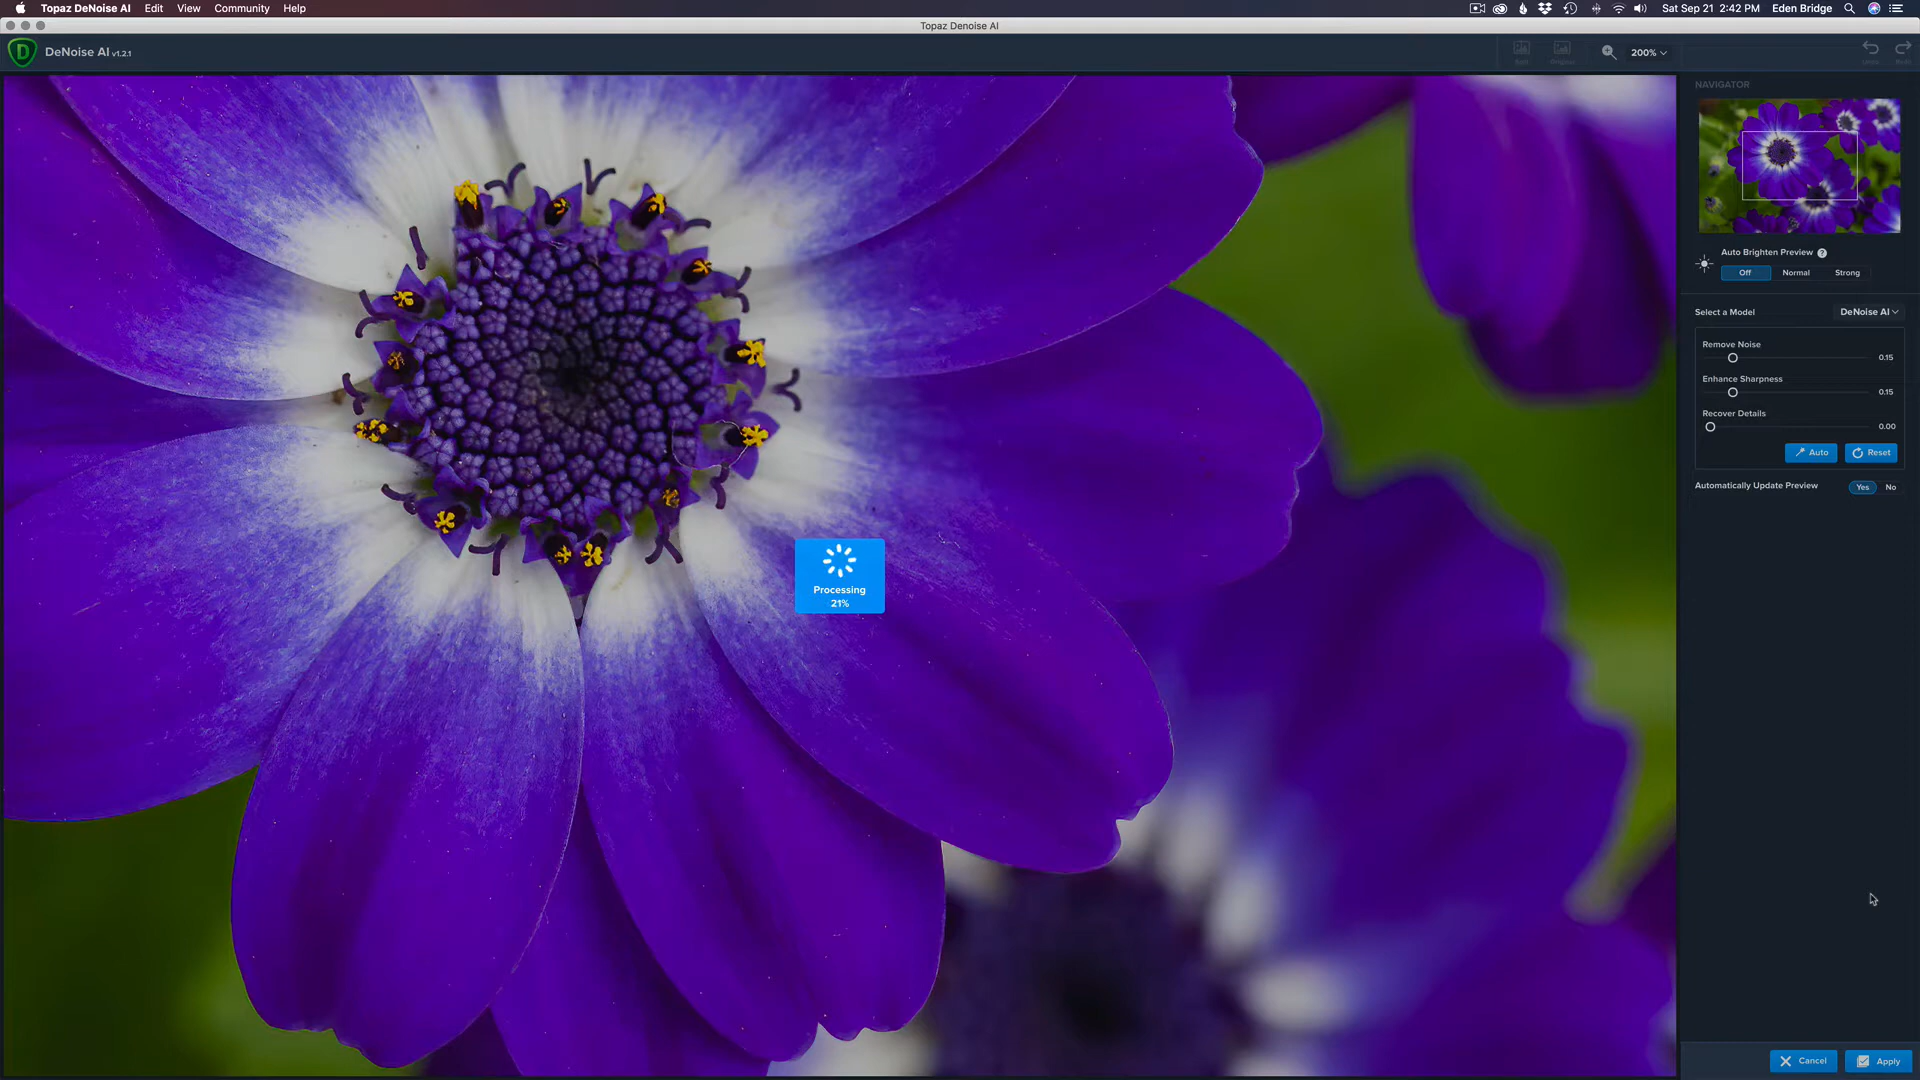 Topaz DeNoise AI Edit View Community Help Sat Sep 21 2:42 PM Eden Bridge
Topaz Denoise AI
DeNoise AI v1.2.1
200%
NAVIGATOR
Auto Brighten Preview ?
Off Normal Strong
Select a Model DeNoise AI
Remove Noise
0.15
Enhance Sharpness
0.15
Recover Details
0.00
Auto Reset
Automatically Update Preview Yes No
Processing
21%
Cancel Apply